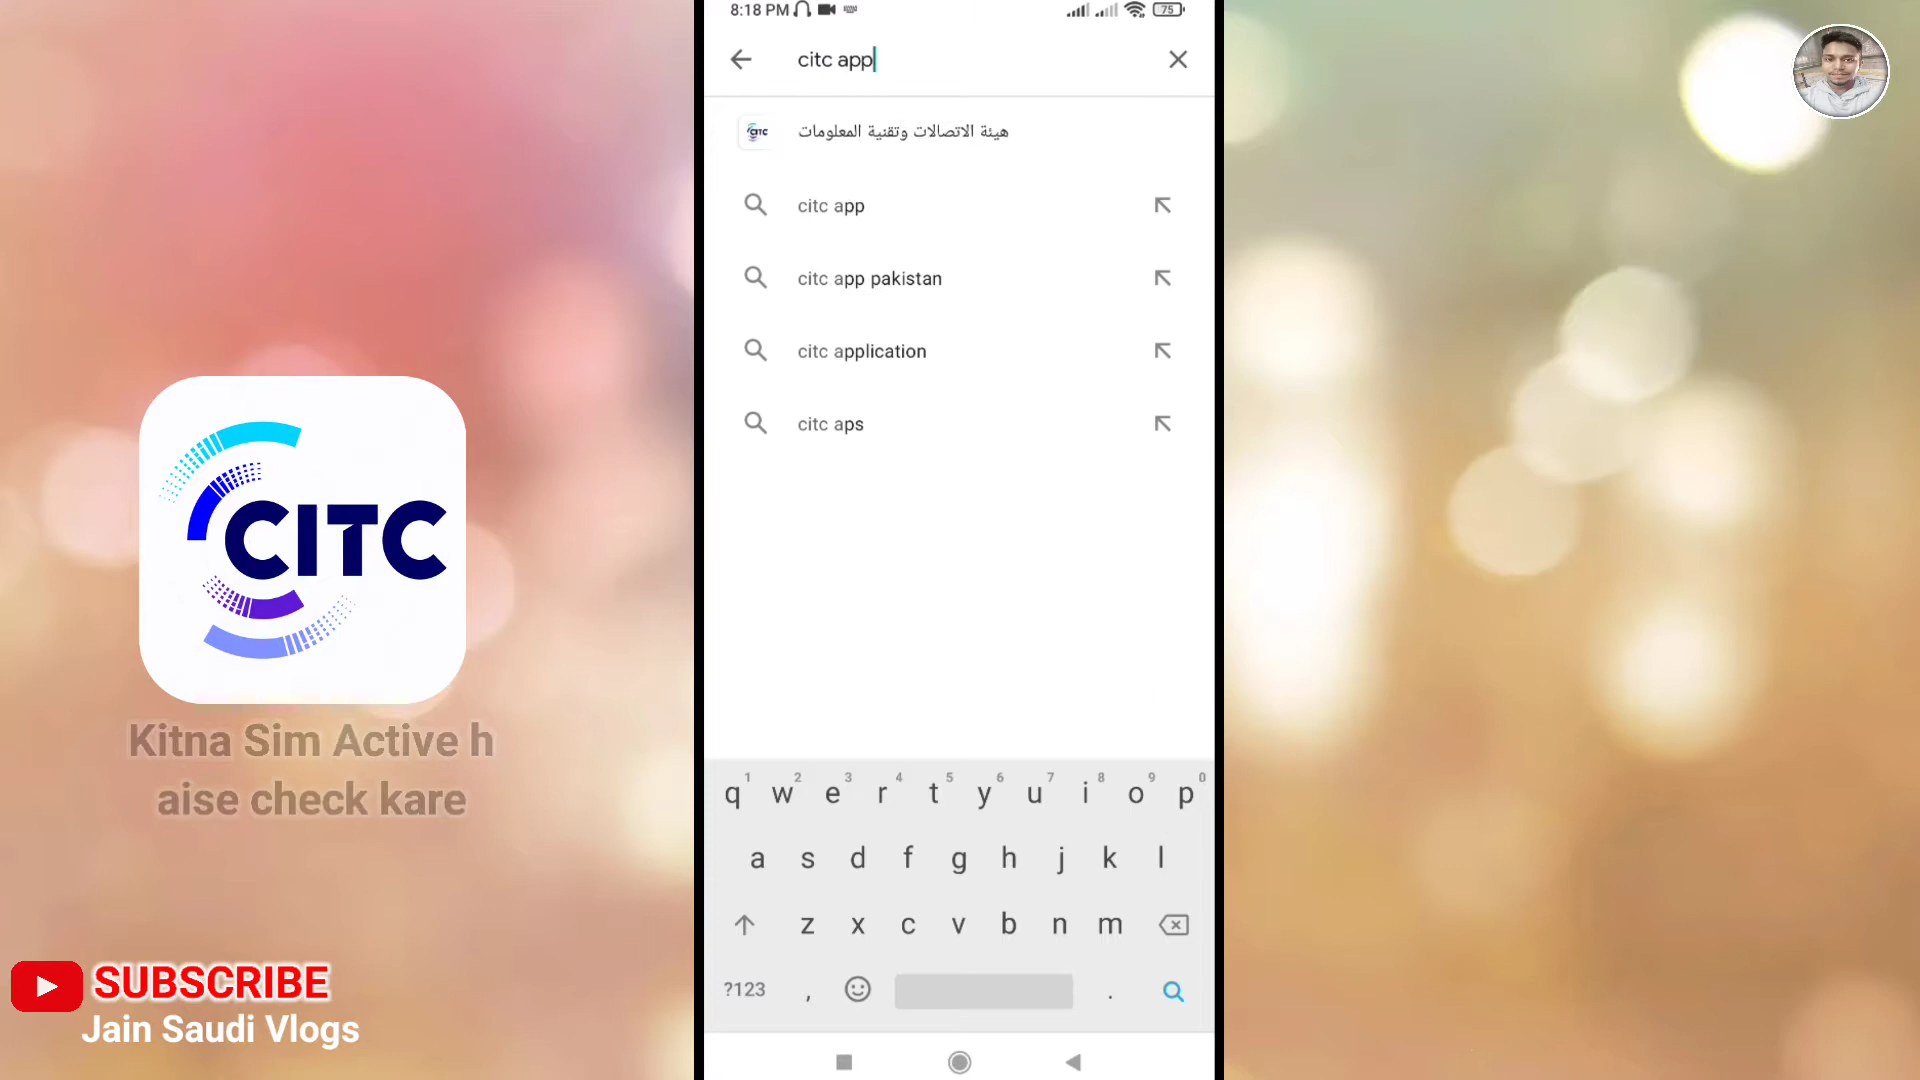 8:18 PM
75
citc app
CITC
هيئة الاتصالات وتقنية المعلومات
citc app
citc app pakistan
citc application
citc aps
CITC
Kitna Sim Active h
aise check kare
SUBSCRIBE
Jain Saudi Vlogs
1 2 3 4 5 6 7 8 9 0
q w e r t y u i o p
a s d f g h j k l
z x c v b n m
?123 , .